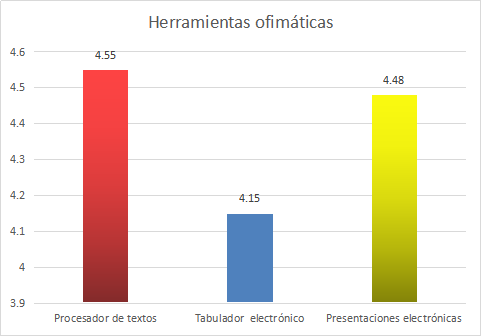 Herramientas ofimáticas
4.6
4.5
4.4
4.3
4.2
4.1
4
3.9
4.55
4.15
4.48
Procesador de textos
Tabulador electrónico
Presentaciones electrónicas